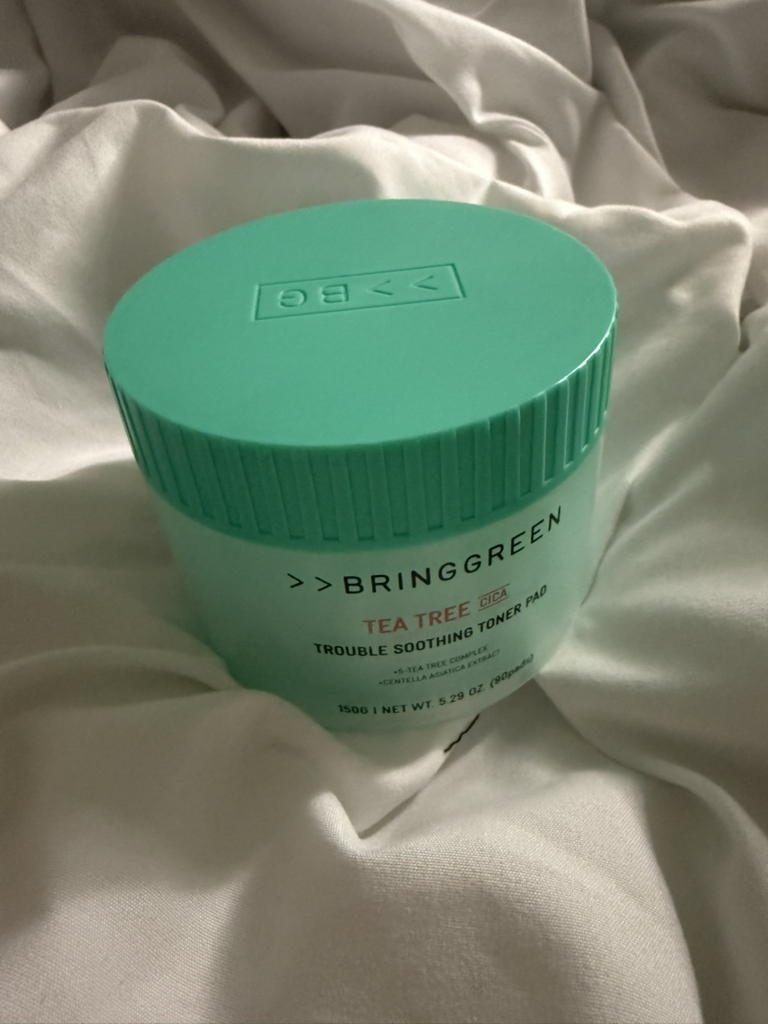 >>BG
>>BRINGGREEN
TEA TREE CICA
TROUBLE SOOTHING TONER PAD
•5-TEA TREE COMPLEX
•CENTELLA ASIATICA EXTRACT
150G | NET WT. 5.29 OZ. (90pads)